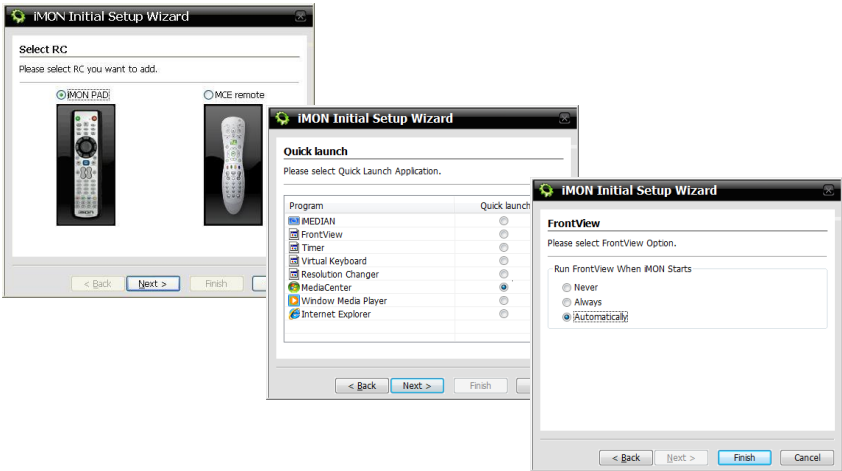 iMON Initial Setup Wizard
Select RC
Please select RC you want to add.
iMON PAD
MCE remote
< Back
Next >
Finish
iMON Initial Setup Wizard
Quick launch
Please select Quick Launch Application.
Program Quick launch
iMEDIAN
FrontView
Timer
Virtual Keyboard
Resolution Changer
MediaCenter
Window Media Player
Internet Explorer
< Back
Next >
Finish
iMON Initial Setup Wizard
FrontView
Please select FrontView Option.
Run FrontView When iMON Starts
Never
Always
Automatically
< Back
Next >
Finish
Cancel